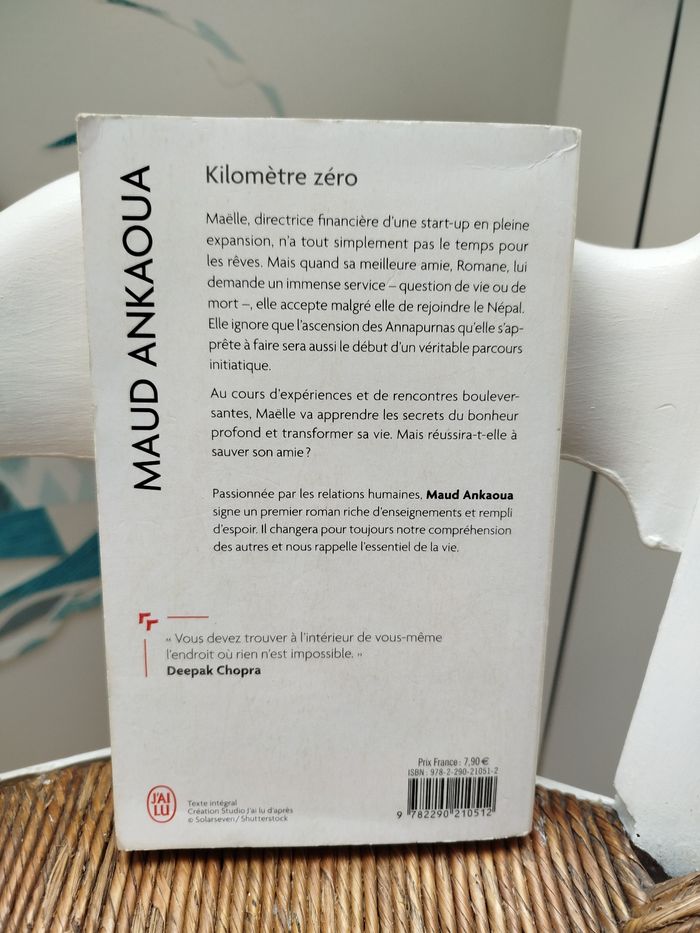 MAUD ANKAOUA
Kilomètre zéro
Maëlle, directrice financière d'une start-up en pleine
expansion, n'a tout simplement pas le temps pour
les rêves. Mais quand sa meilleure amie, Romane, lui
demande un immense service – question de vie ou de
mort –, elle accepte malgré elle de rejoindre le Népal.
Elle ignore que l'ascension des Annapurnas qu'elle s'ap-
prête à faire sera aussi le début d'un véritable parcours
initiatique.
Au cours d'expériences et de rencontres boulever-
santes, Maëlle va apprendre les secrets du bonheur
profond et transformer sa vie. Mais réussira-t-elle à
sauver son amie ?
Passionnée par les relations humaines, Maud Ankaoua
signe un premier roman riche d'enseignements et rempli
d'espoir. Il changera pour toujours notre compréhension
des autres et nous rappelle l'essentiel de la vie.
« Vous devez trouver à l'intérieur de vous-même
l'endroit où rien n'est impossible. »
Deepak Chopra
J'AI
LU
Texte intégral
Création Studio J'ai lu d'après
© Solarseven / Shutterstock
Prix France : 7,90 €
ISBN : 978-2-290-21051-2
9 782290 210512